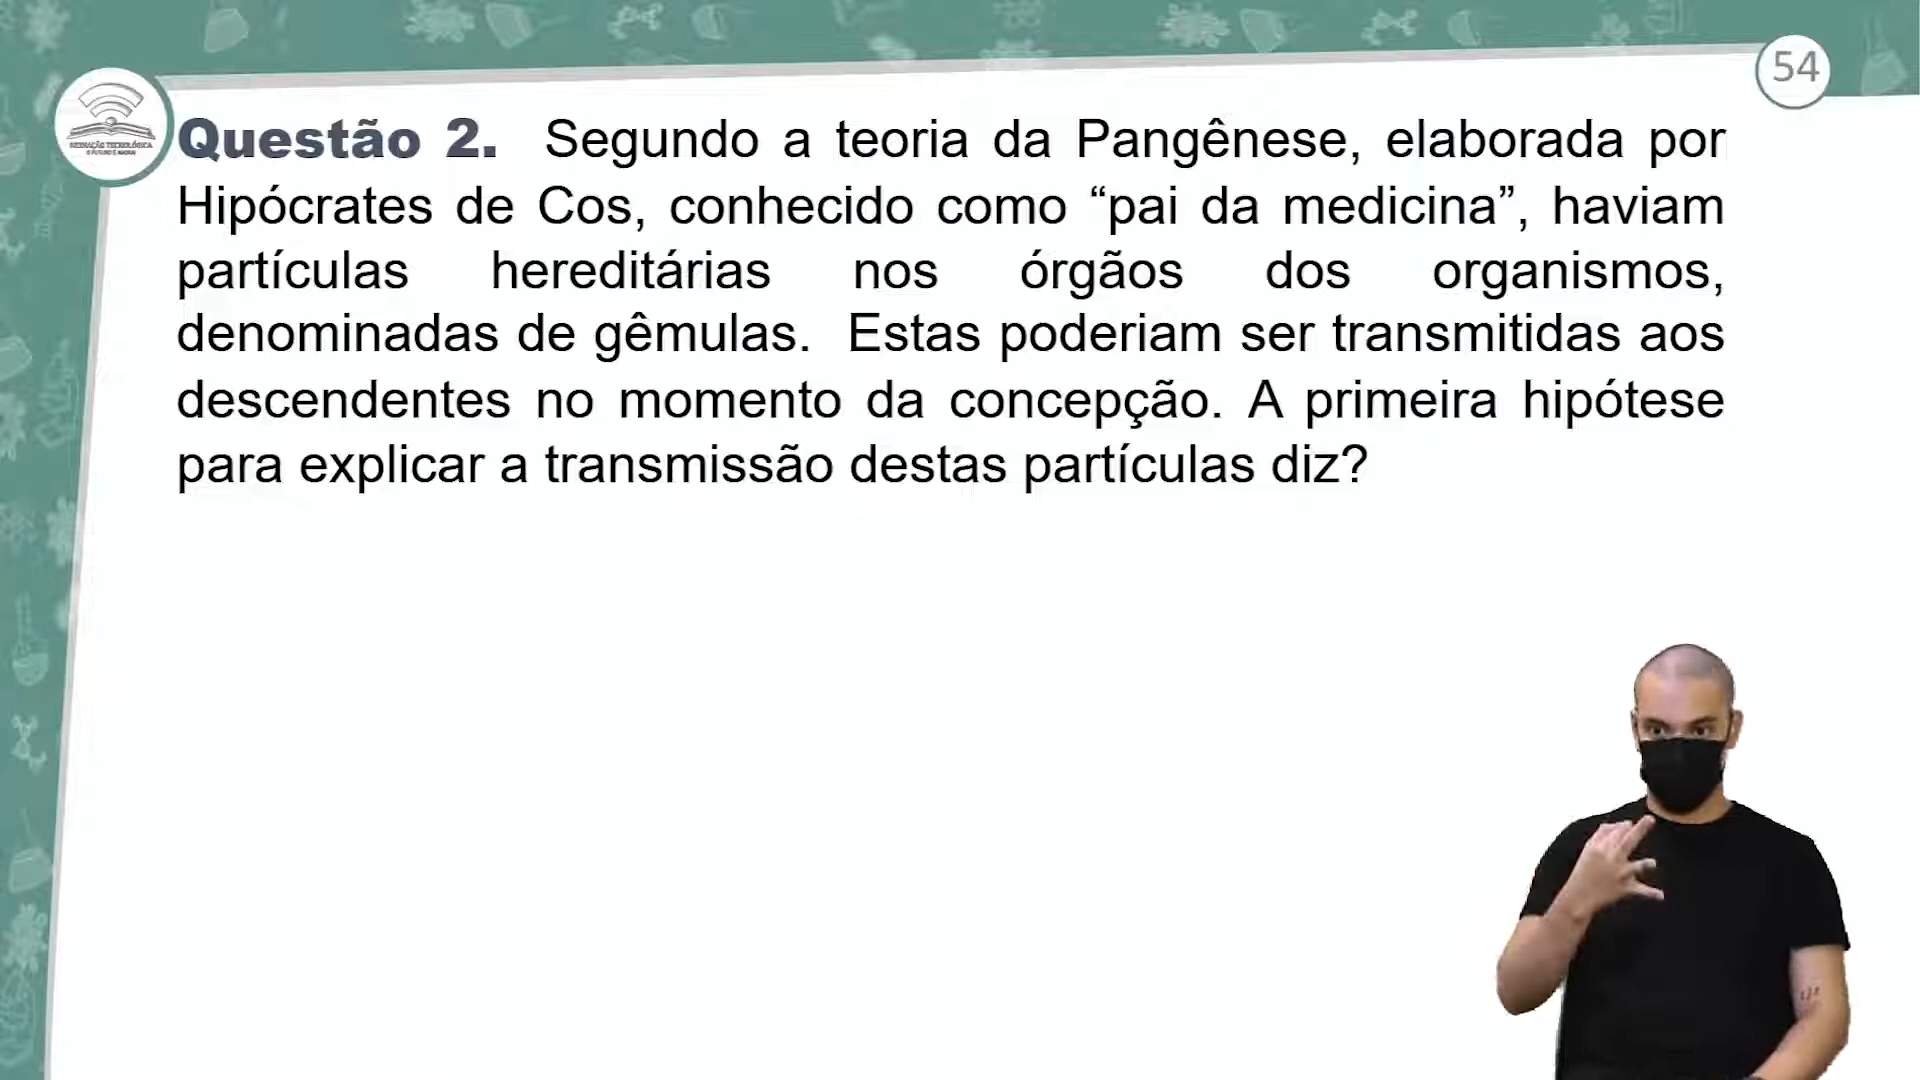 54
MEDIAÇÃO TECNOLÓGICA
Questão 2. Segundo a teoria da Pangênese, elaborada por
Hipócrates de Cos, conhecido como “pai da medicina”, haviam
partículas hereditárias nos órgãos dos organismos,
denominadas de gêmulas. Estas poderiam ser transmitidas aos
descendentes no momento da concepção. A primeira hipótese
para explicar a transmissão destas partículas diz?